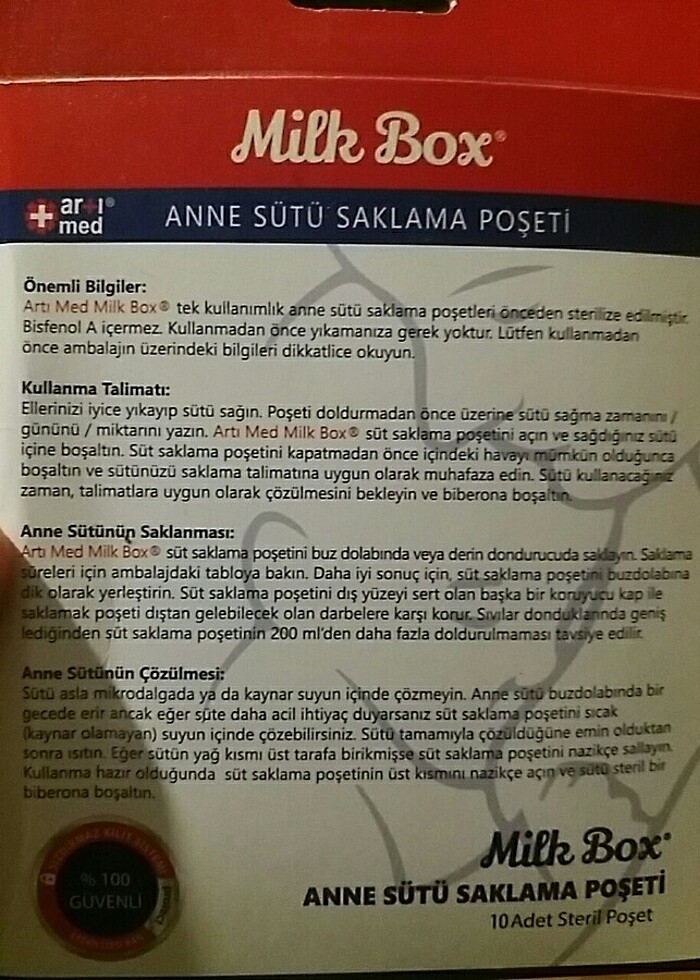 Milk Box®
artı med®
ANNE SÜTÜ SAKLAMA POŞETİ
Önemli Bilgiler:
Artı Med Milk Box® tek kullanımlık anne sütü saklama poşetleri önceden sterilize edilmiştir.
Bisfenol A içermez. Kullanmadan önce yıkamanıza gerek yoktur. Lütfen kullanmadan
önce ambalajın üzerindeki bilgileri dikkatlice okuyun.
Kullanma Talimatı:
Ellerinizi iyice yıkayıp sütü sağın. Poşeti doldurmadan önce üzerine sütü sağma zamanını /
gününü / miktarını yazın. Artı Med Milk Box® süt saklama poşetini açın ve sağdığınız sütü
içine boşaltın. Süt saklama poşetini kapatmadan önce içindeki havayı mümkün olduğunca
boşaltın ve sütünüzü saklama talimatına uygun olarak muhafaza edin. Sütü kullanacağınız
zaman, talimatlara uygun olarak çözülmesini bekleyin ve biberona boşaltın.
Anne Sütünün Saklanması:
Artı Med Milk Box® süt saklama poşetini buz dolabında veya derin dondurucuda saklayın. Saklama
süreleri için ambalajdaki tabloya bakın. Daha iyi sonuç için, süt saklama poşetini buzdolabına
dik olarak yerleştirin. Süt saklama poşetini dış yüzeyi sert olan başka bir koruyucu kap ile
saklamak poşeti dıştan gelebilecek olan darbelere karşı korur. Sıvılar donduklarında geniş
lediğinden süt saklama poşetinin 200 ml'den daha fazla doldurulmaması tavsiye edilir.
Anne Sütünün Çözülmesi:
Sütü asla mikrodalgada ya da kaynar suyun içinde çözmeyin. Anne sütü buzdolabında bir
gecede erir ancak eğer süte daha acil ihtiyaç duyarsanız süt saklama poşetini sıcak
(kaynar olamayan) suyun içinde çözebilirsiniz. Sütü tamamıyla çözüldüğüne emin olduktan
sonra ısıtın. Eğer sütün yağ kısmı üst tarafa birikmişse süt saklama poşetini nazikçe sallayın.
Kullanma hazır olduğunda süt saklama poşetinin üst kısmını nazikçe açın ve sütü steril bir
biberona boşaltın.
% 100
GÜVENLİ
Milk Box®
ANNE SÜTÜ SAKLAMA POŞETİ
10 Adet Steril Poşet